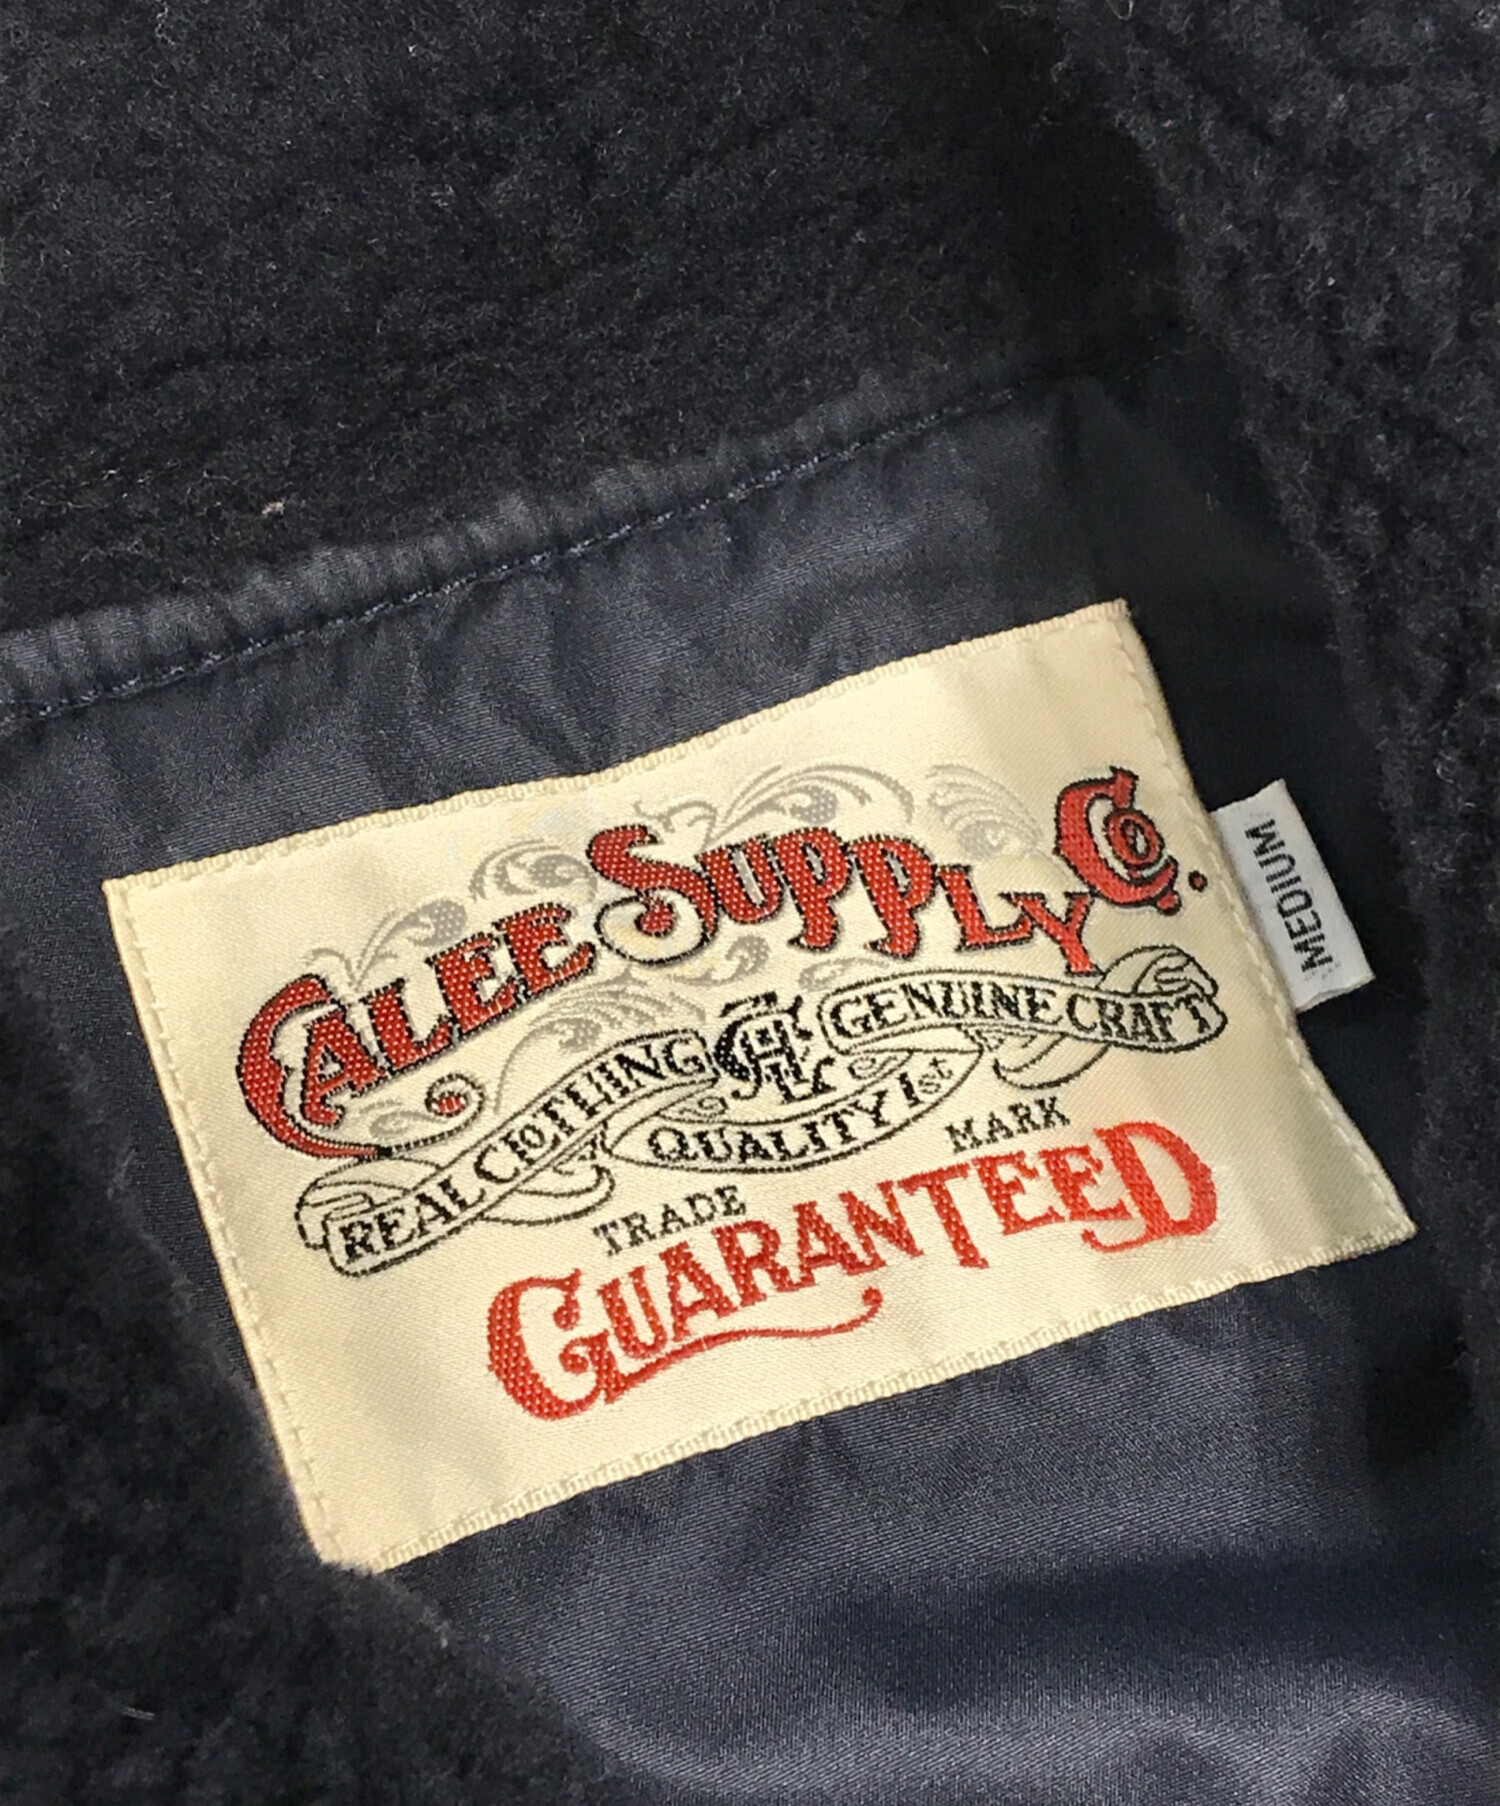 CALEE SUPPLY Co.
REAL CLOTHING
GENUINE CRAFT
QUALITY 1st
TRADE MARK
GUARANTEED
MEDIUM